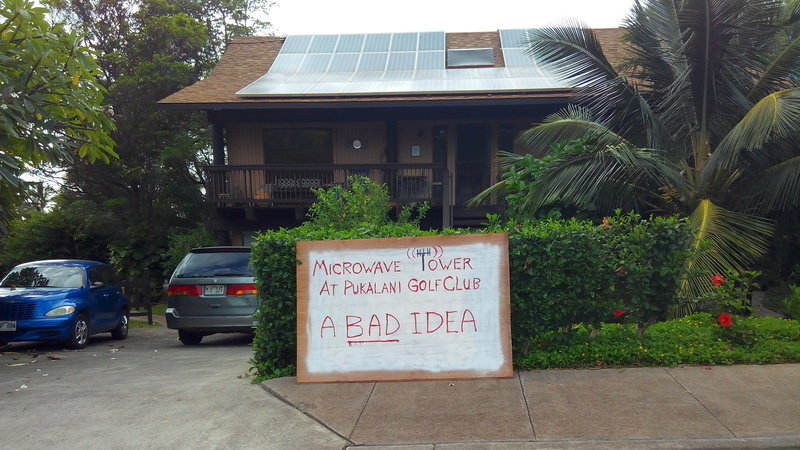 MICROWAVE TOWER
AT PUKALANI GOLF CLUB
A BAD IDEA